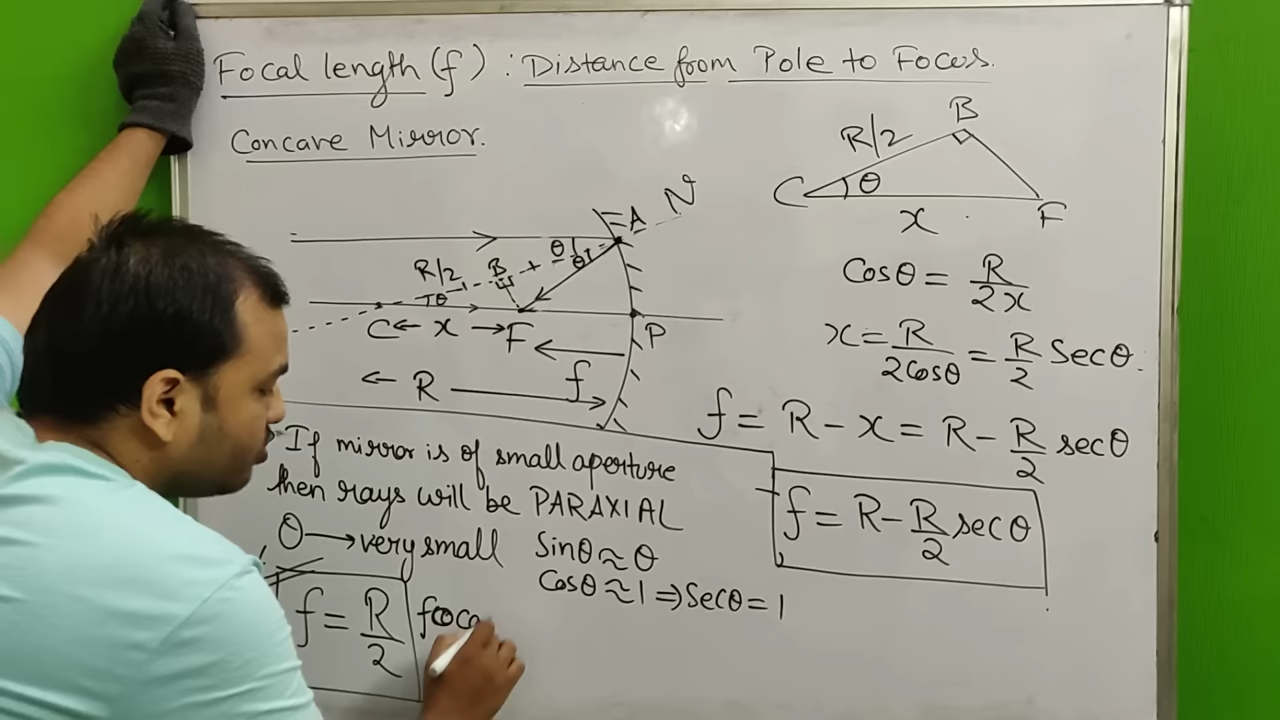 Focal length (f) : Distance from Pole to Focus.
Concave Mirror.
A N
θ
θ
R/2 B
θ
C ← x → F P
f
← R →
B
R/2
C θ F
x
Cosθ = R/2x
x = R/2Cosθ = R/2 Secθ.
f = R - x = R - R/2 secθ
f = R - R/2 secθ
If mirror is of small aperture
then rays will be PARAXIAL
θ → very small Sinθ ≈ θ
Cosθ ≈ 1 ⇒ Secθ = 1
f = R/2 foca